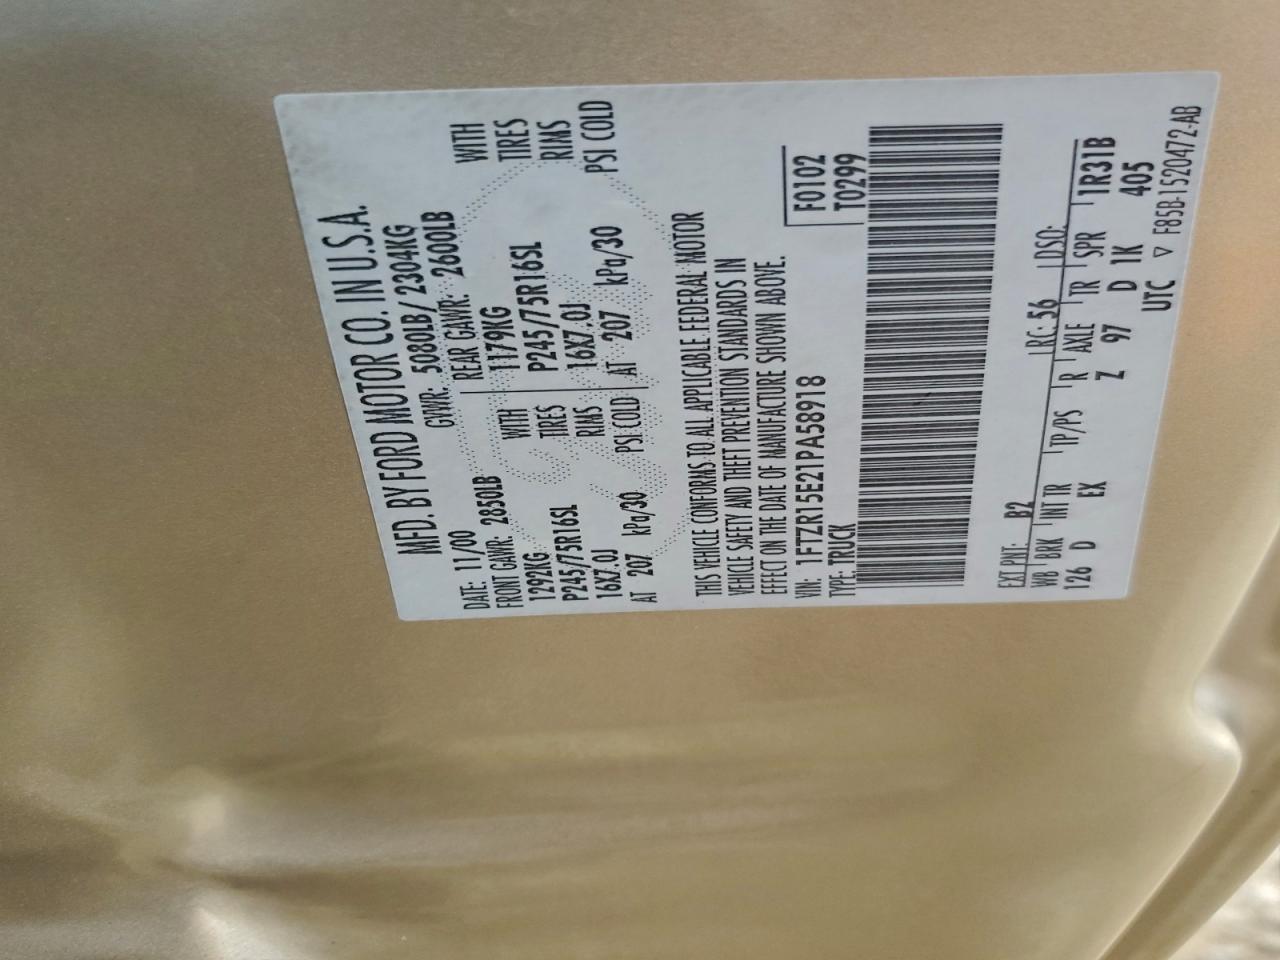 MFD. BY FORD MOTOR CO. IN U.S.A.
DATE: 11/00 GVWR: 5080LB / 2304KG
FRONT GAWR: 2850LB REAR GAWR: 2600LB
1292KG WITH 1179KG WITH
P245/75R16SL TIRES P245/75R16SL TIRES
16X7.0J RIMS 16X7.0J RIMS
AT 207 kPa/30 PSI COLD AT 207 kPa/30 PSI COLD
THIS VEHICLE CONFORMS TO ALL APPLICABLE FEDERAL MOTOR
VEHICLE SAFETY AND THEFT PREVENTION STANDARDS IN
EFFECT ON THE DATE OF MANUFACTURE SHOWN ABOVE.
VIN: 1FTZR15E21PA58918 F0102
TYPE: TRUCK T0299
EXT PNT: B2 RC: 56 DSO:
WB BRK INT TR TP/PS R AXLE TR SPR 1R31B
126 D EX Z 97 D 1K 405
UTC ▽ F85B-1520472-AB